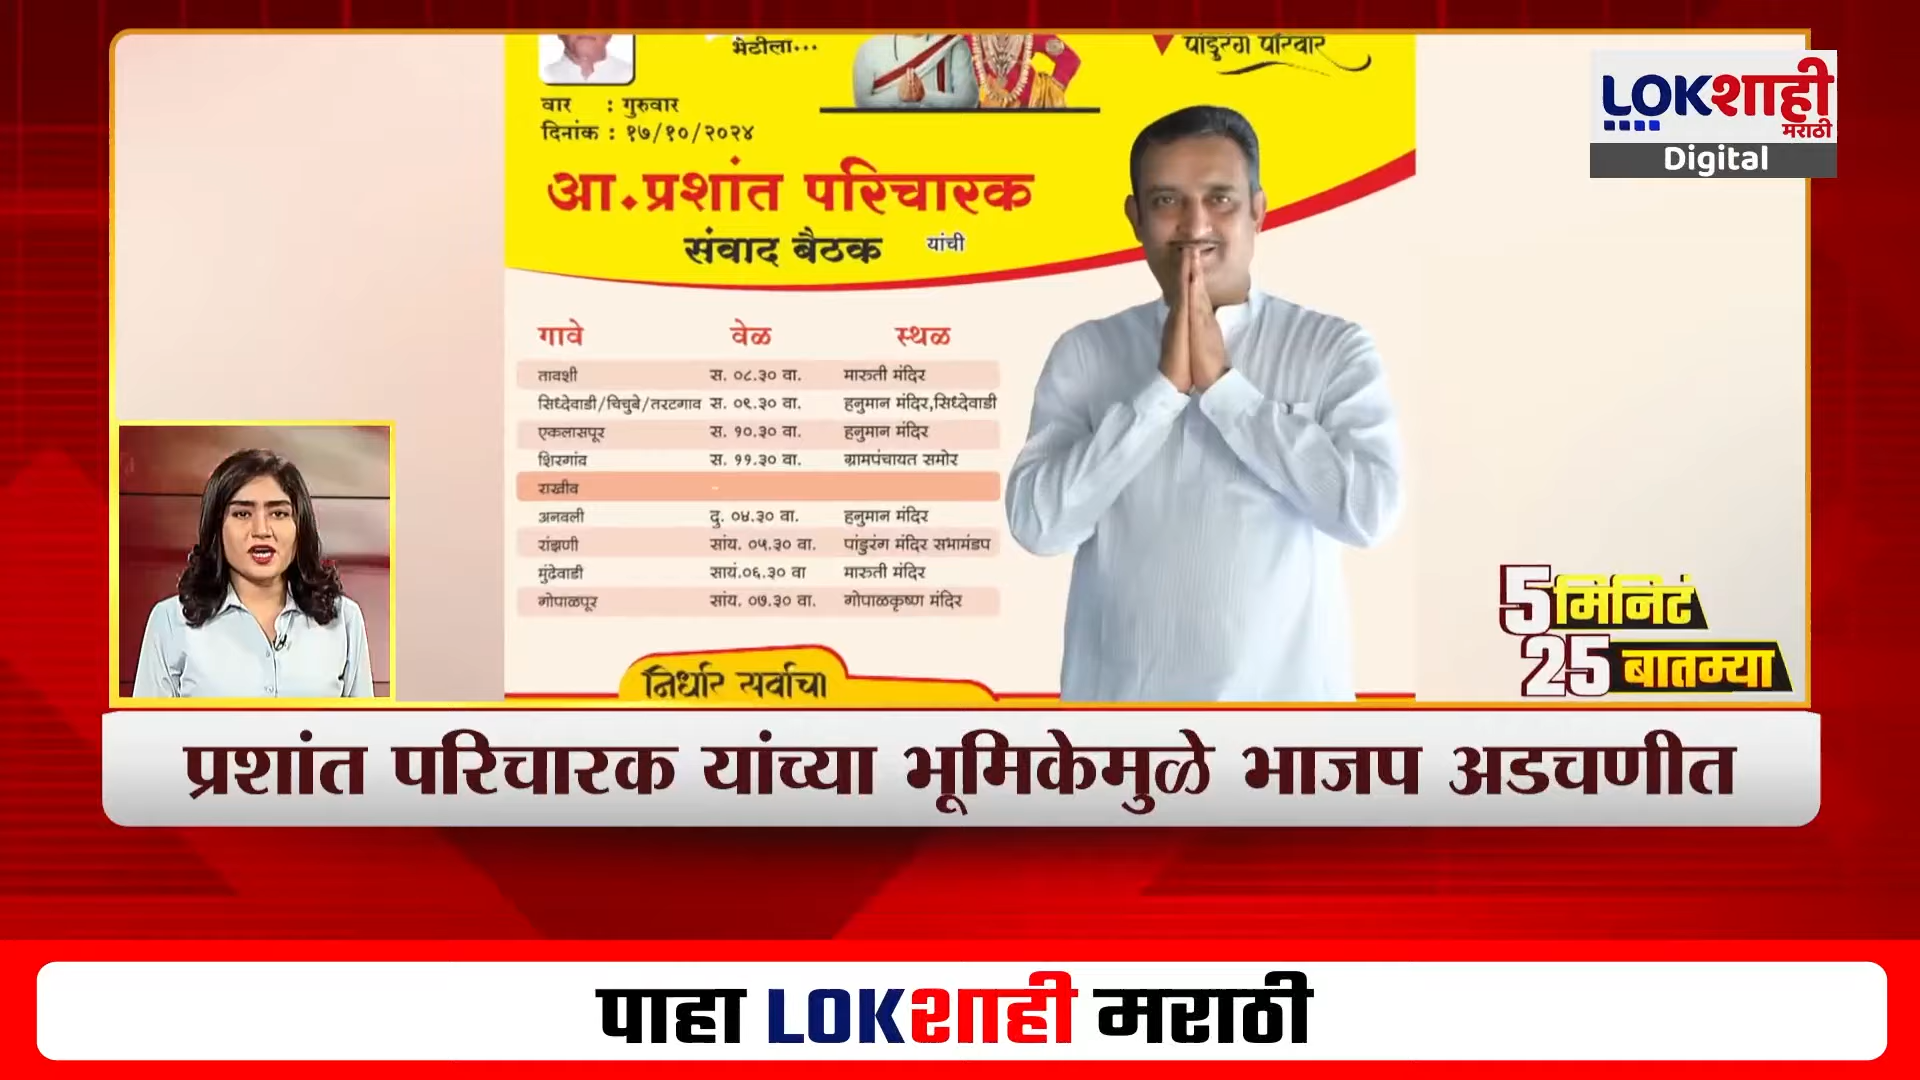 भेटीला...
पांडुरंग परिवार
वार : गुरुवार
दिनांक : १७/१०/२०२४
आ.प्रशांत परिचारक
संवाद बैठक यांची
गावे वेळ स्थळ
तावशी स. ०८.३० वा. मारुती मंदिर
सिध्देवाडी/चिचुंबे/तरटगाव स. ०९.३० वा. हनुमान मंदिर,सिध्देवाडी
एकलासपूर स. १०.३० वा. हनुमान मंदिर
शिरगांव स. ११.३० वा. ग्रामपंचायत समोर
राखीव -
अनवली दु. ०४.३० वा. हनुमान मंदिर
रांझणी सांय. ०५.३० वा. पांडुरंग मंदिर सभामंडप
मुंढेवाडी सायं.०६.३० वा मारुती मंदिर
गोपाळपूर सांय. ०७.३० वा. गोपाळकृष्ण मंदिर
निर्धार सर्वांचा
LOKशाही
मराठी
Digital
5 मिनिटं
25 बातम्या
प्रशांत परिचारक यांच्या भूमिकेमुळे भाजप अडचणीत
पाहा LOKशाही मराठी